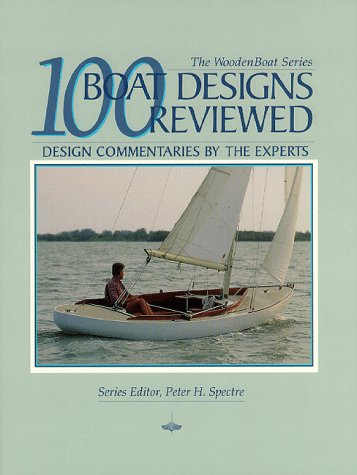 The WoodenBoat Series
100 BOAT DESIGNS
REVIEWED
DESIGN COMMENTARIES BY THE EXPERTS
Series Editor, Peter H. Spectre